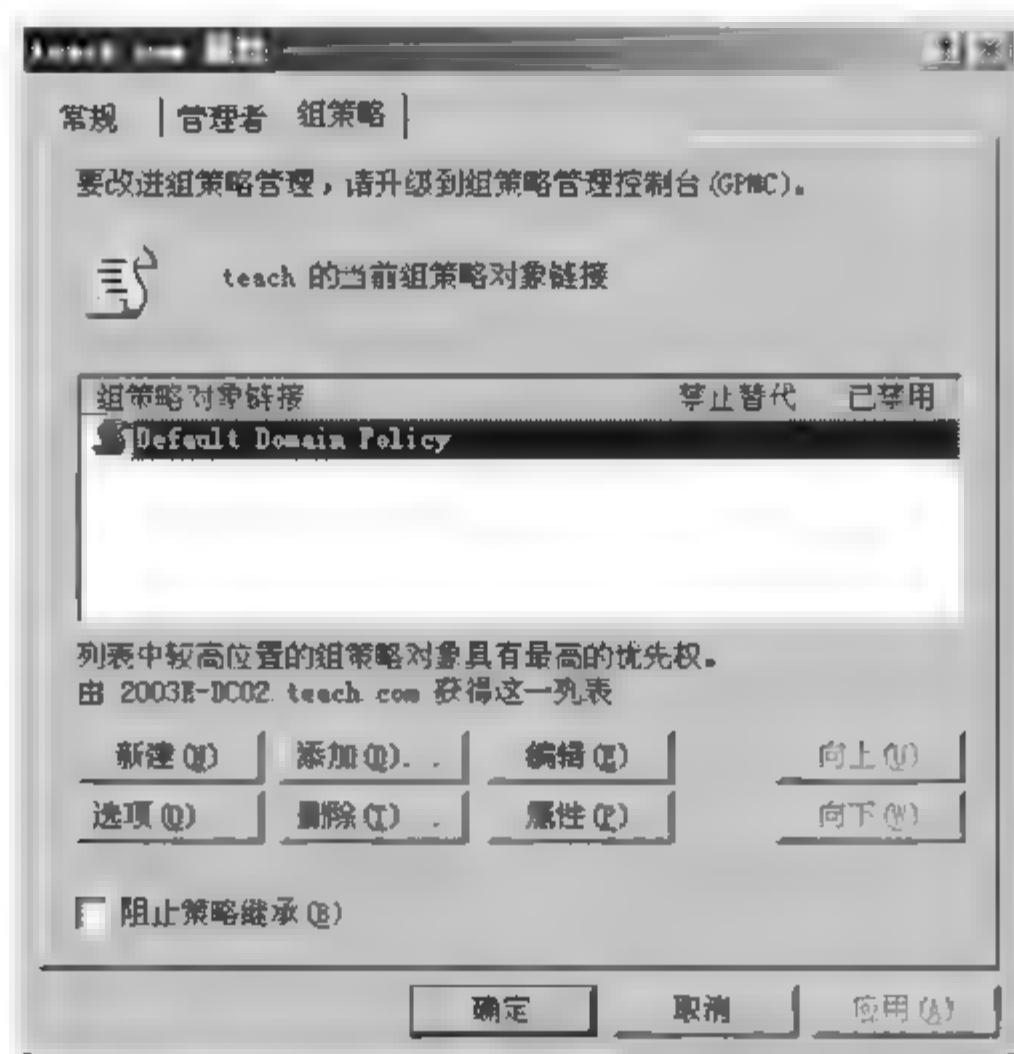 teach com 属性
常规 管理者 组策略
要改进组策略管理，请升级到组策略管理控制台(GPMC)。
teach 的当前组策略对象链接
组策略对象链接 禁止替代 已禁用
Default Domain Policy
列表中较高位置的组策略对象具有最高的优先权。
由 2003E-DC02 teach com 获得这一列表
新建(N) 添加(D). . 编辑(E) 向上(U)
选项(O) 删除(T) . 属性(P) 向下(W)
阻止策略继承(B)
确定 取消 应用(A)